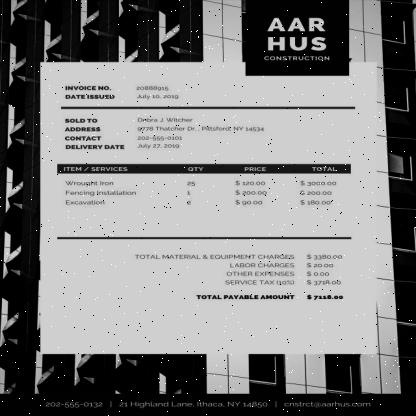 AAR
HUS
CONSTRUCTION
INVOICE NO. 20888915
DATE ISSUED July 10, 2019
SOLD TO Debra J. Witcher
ADDRESS 9778 Thatcher Dr., Pittsford, NY 14534
CONTACT 202-555-0101
DELIVERY DATE July 27, 2019
ITEM / SERVICES QTY PRICE TOTAL
Wrought Iron 25 $ 120.00 $ 3000.00
Fencing Installation 1 $ 200.00 $ 200.00
Excavation $ 90.00 $ 180.00
TOTAL MATERIAL & EQUIPMENT CHARGES $ 3380.00
LABOR CHARGES $ 20.00
OTHER EXPENSES $ 0.00
SERVICE TAX (10%) $ 3718.00
TOTAL PAYABLE AMOUNT $ 7118.00
202-555-0132 | 21 Highland Lane, Ithaca, NY 14850 | cnstrct@aarhus.com